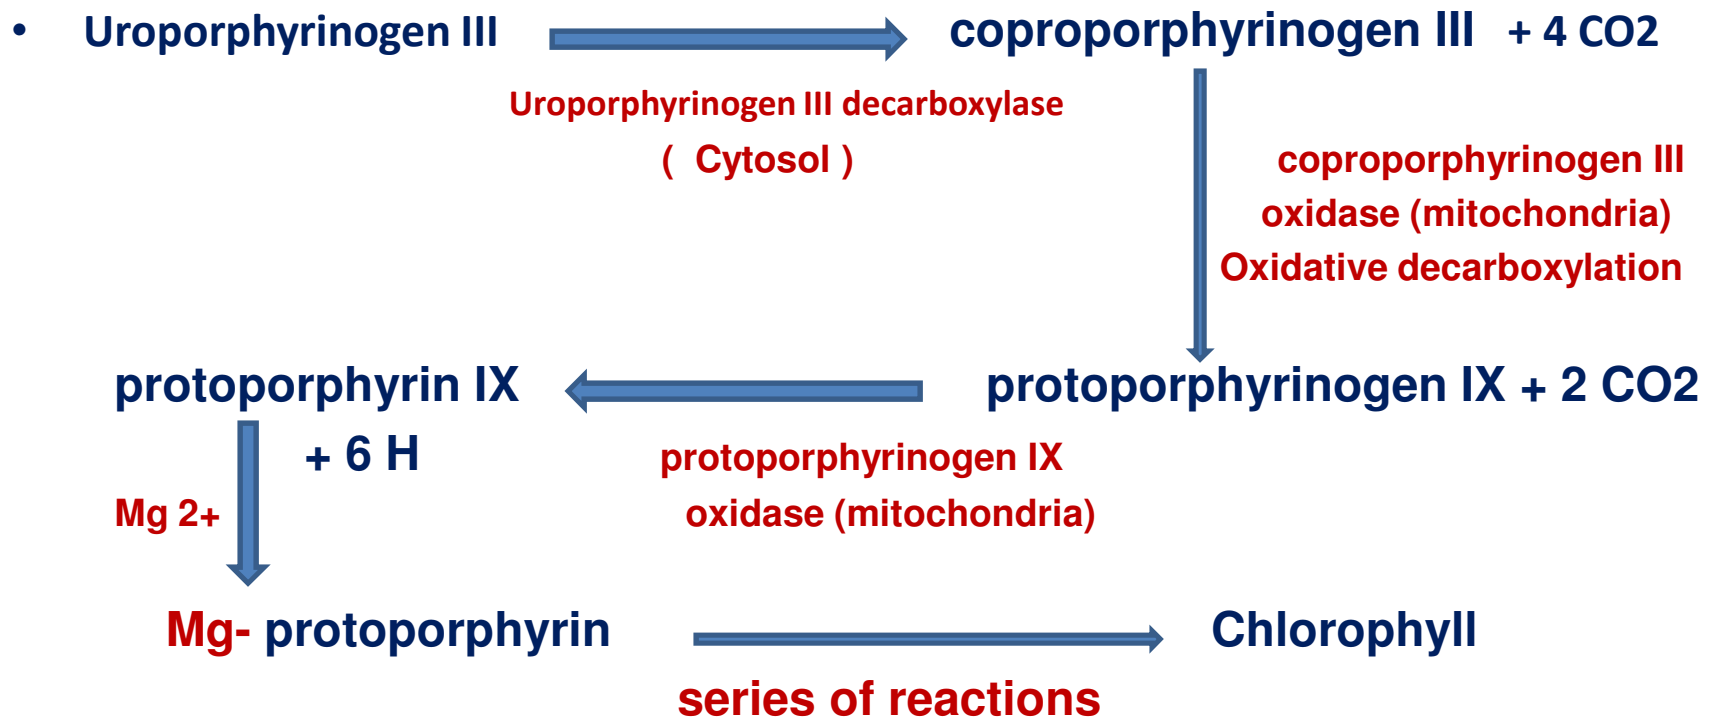 • Uroporphyrinogen III coproporphyrinogen III + 4 CO2
Uroporphyrinogen III decarboxylase
( Cytosol )
coproporphyrinogen III
oxidase (mitochondria)
Oxidative decarboxylation
protoporphyrin IX protoporphyrinogen IX + 2 CO2
+ 6 H
protoporphyrinogen IX
Mg 2+
oxidase (mitochondria)
Mg- protoporphyrin Chlorophyll
series of reactions